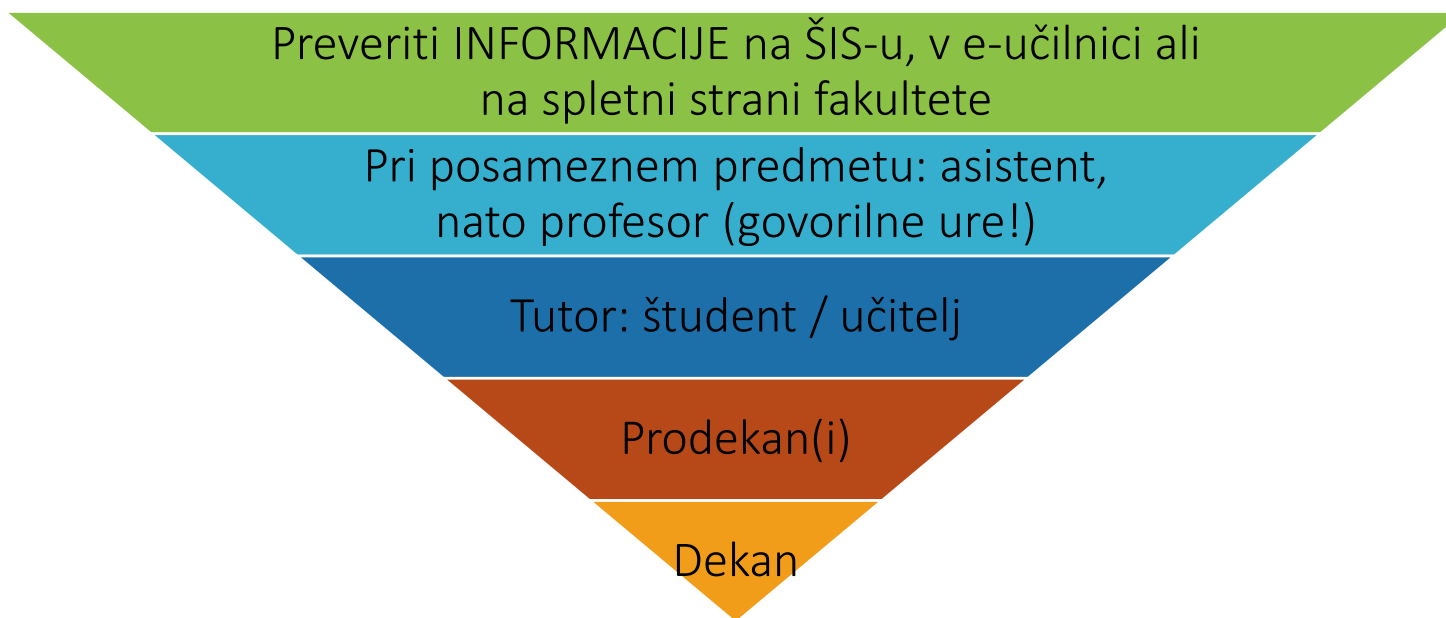 Preveriti INFORMACIJE na ŠIS-u, v e-učilnici ali
na spletni strani fakultete
Pri posameznem predmetu: asistent,
nato profesor (govorilne ure!)
Tutor: študent / učitelj
Prodekan(i)
Dekan